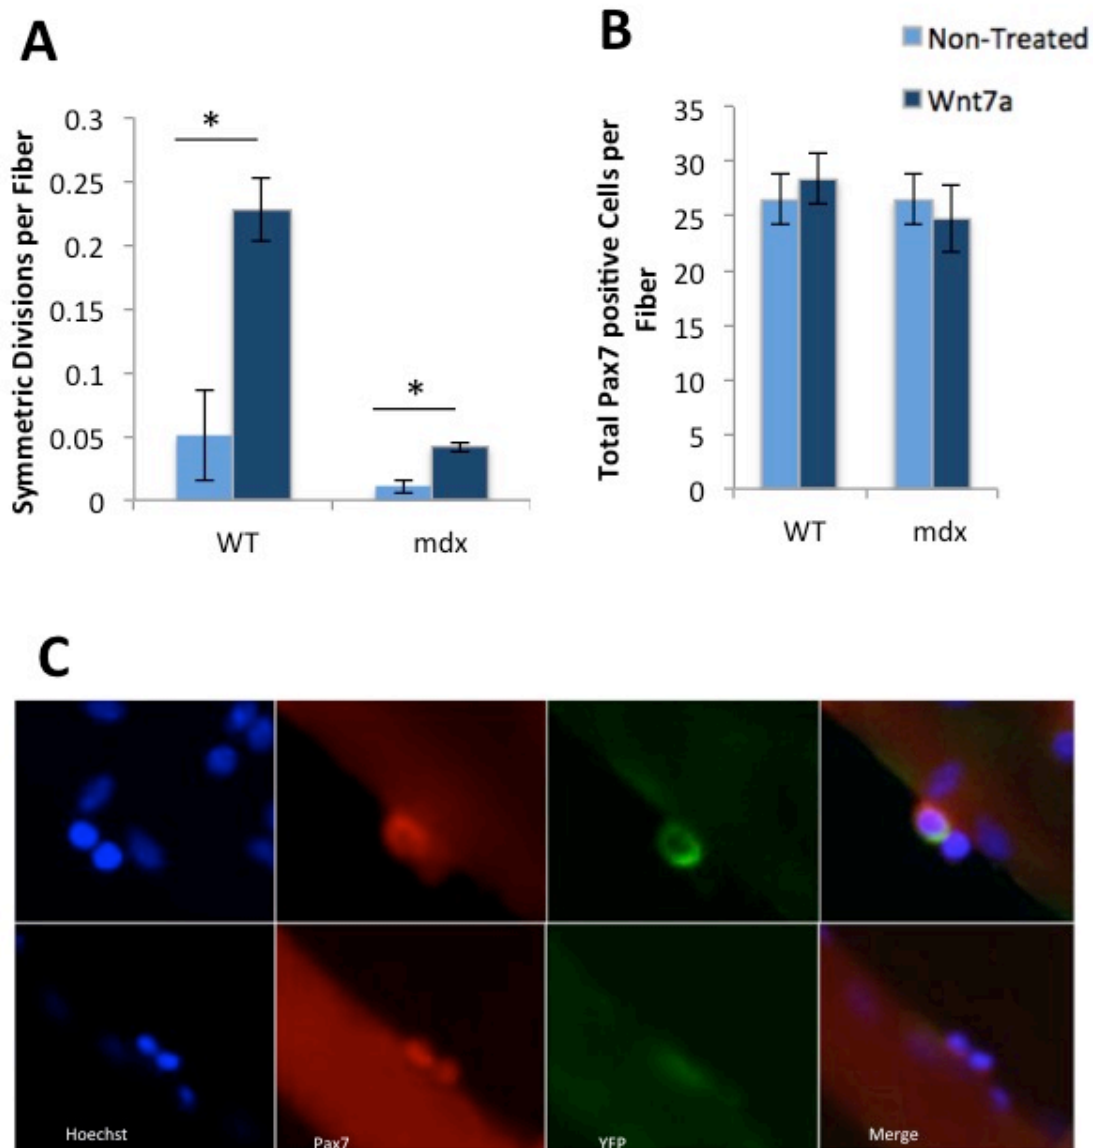 A
Symmetric Divisions per Fiber
0.3
0.25
0.2
0.15
0.1
0.05
0
*
*
WT
mdx
B
Non-Treated
Wnt7a
Total Pax7 positive Cells per
Fiber
35
30
25
20
15
10
5
0
WT
mdx
C
Hoechst
Pax7
YFP
Merge